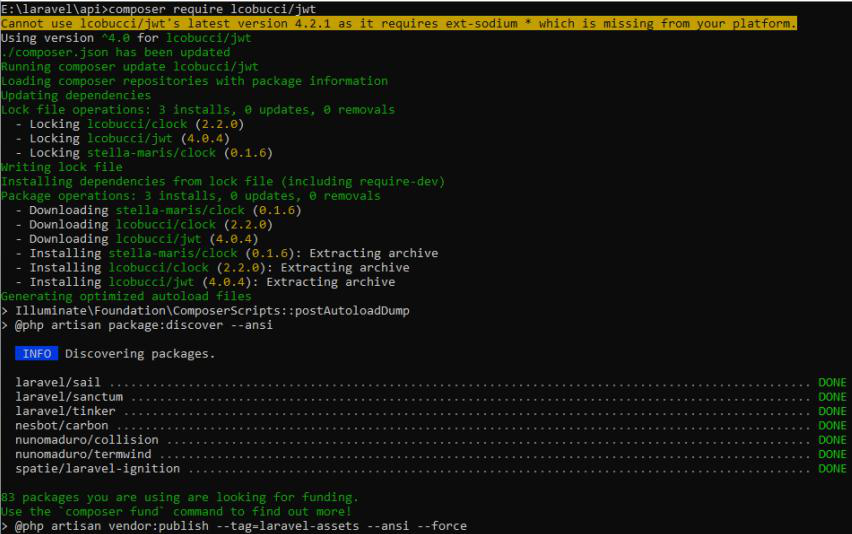 E:\laravel\api>composer require lcobucci/jwt
Cannot use lcobucci/jwt's latest version 4.2.1 as it requires ext-sodium * which is missing from your platform.
Using version ^4.0 for lcobucci/jwt
./composer.json has been updated
Running composer update lcobucci/jwt
Loading composer repositories with package information
Updating dependencies
Lock file operations: 3 installs, 0 updates, 0 removals
  - Locking lcobucci/clock (2.2.0)
  - Locking lcobucci/jwt (4.0.4)
  - Locking stella-maris/clock (0.1.6)
Writing lock file
Installing dependencies from lock file (including require-dev)
Package operations: 3 installs, 0 updates, 0 removals
  - Downloading stella-maris/clock (0.1.6)
  - Downloading lcobucci/clock (2.2.0)
  - Downloading lcobucci/jwt (4.0.4)
  - Installing stella-maris/clock (0.1.6): Extracting archive
  - Installing lcobucci/clock (2.2.0): Extracting archive
  - Installing lcobucci/jwt (4.0.4): Extracting archive
Generating optimized autoload files
> Illuminate\Foundation\ComposerScripts::postAutoloadDump
> @php artisan package:discover --ansi
INFO Discovering packages.
laravel/sail ........................................ DONE
laravel/sanctum ........................................ DONE
laravel/tinker ........................................ DONE
nesbot/carbon ........................................ DONE
nunomaduro/collision ........................................ DONE
nunomaduro/termwind ........................................ DONE
spatie/laravel-ignition ........................................ DONE
83 packages you are using are looking for funding.
Use the `composer fund` command to find out more!
> @php artisan vendor:publish --tag=laravel-assets --ansi --force